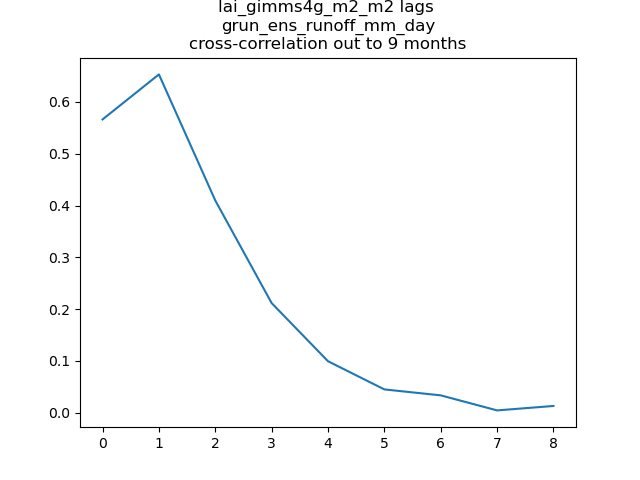 lai_gimms4g_m2_m2 lags
grun_ens_runoff_mm_day
cross-correlation out to 9 months
0.6
0.5
0.4
0.3
0.2
0.1
0.0
0 1 2 3 4 5 6 7 8